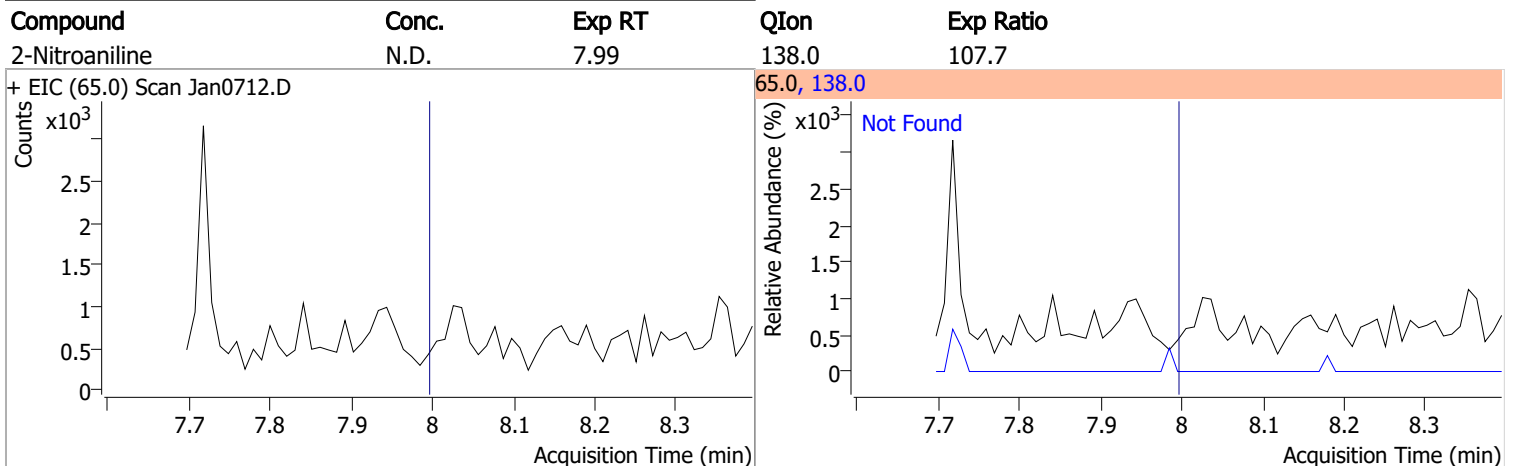 Compound Conc. Exp RT QIon Exp Ratio
2-Nitroaniline N.D. 7.99 138.0 107.7
+ EIC (65.0) Scan Jan0712.D
Counts
x10³
2.5
2
1.5
1
0.5
0
7.7 7.8 7.9 8 8.1 8.2 8.3
Acquisition Time (min)
65.0, 138.0
Relative Abundance (%)
x10³
Not Found
2.5
2
1.5
1
0.5
0
7.7 7.8 7.9 8 8.1 8.2 8.3
Acquisition Time (min)